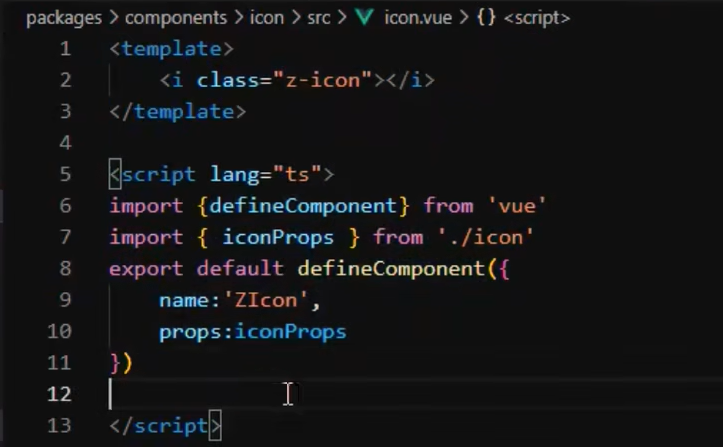 packages > components > icon > src > icon.vue > {} <script>
1 <template>
2     <i class="z-icon"></i>
3 </template>
4
5 <script lang="ts">
6 import {defineComponent} from 'vue'
7 import { iconProps } from './icon'
8 export default defineComponent({
9     name:'ZIcon',
10     props:iconProps
11 })
12
13 </script>